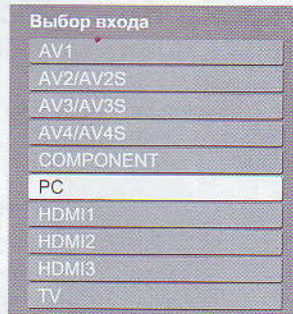 Выбор входа
AV1
AV2/AV2S
AV3/AV3S
AV4/AV4S
COMPONENT
PC
HDMI1
HDMI2
HDMI3
TV